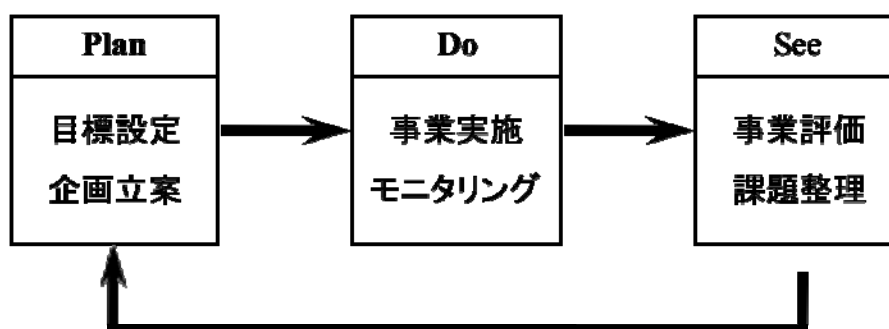 Plan
目標設定
企画立案
Do
事業実施
モニタリング
See
事業評価
課題整理